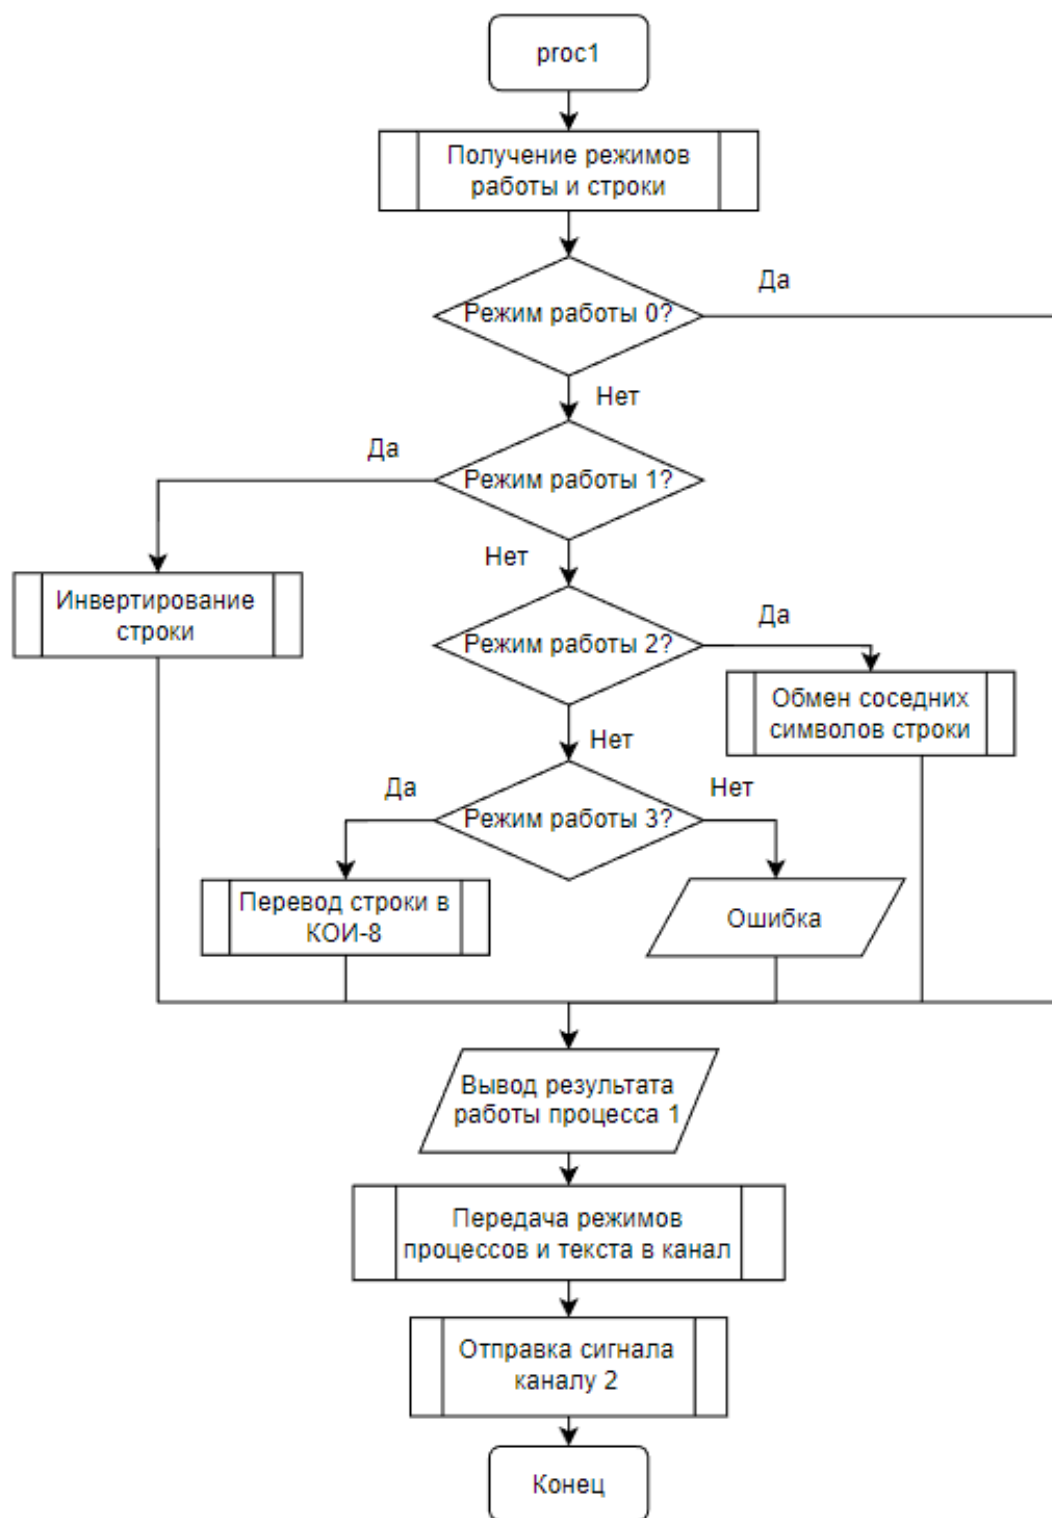 proc1
Получение режимов
работы и строки
Да
Режим работы 0?
Нет
Да
Режим работы 1?
Нет
Инвертирование
строки
Да
Режим работы 2?
Обмен соседних
символов строки
Нет
Да
Нет
Режим работы 3?
Перевод строки в
КОИ-8
Ошибка
Вывод результата
работы процесса 1
Передача режимов
процессов и текста в канал
Отправка сигнала
каналу 2
Конец